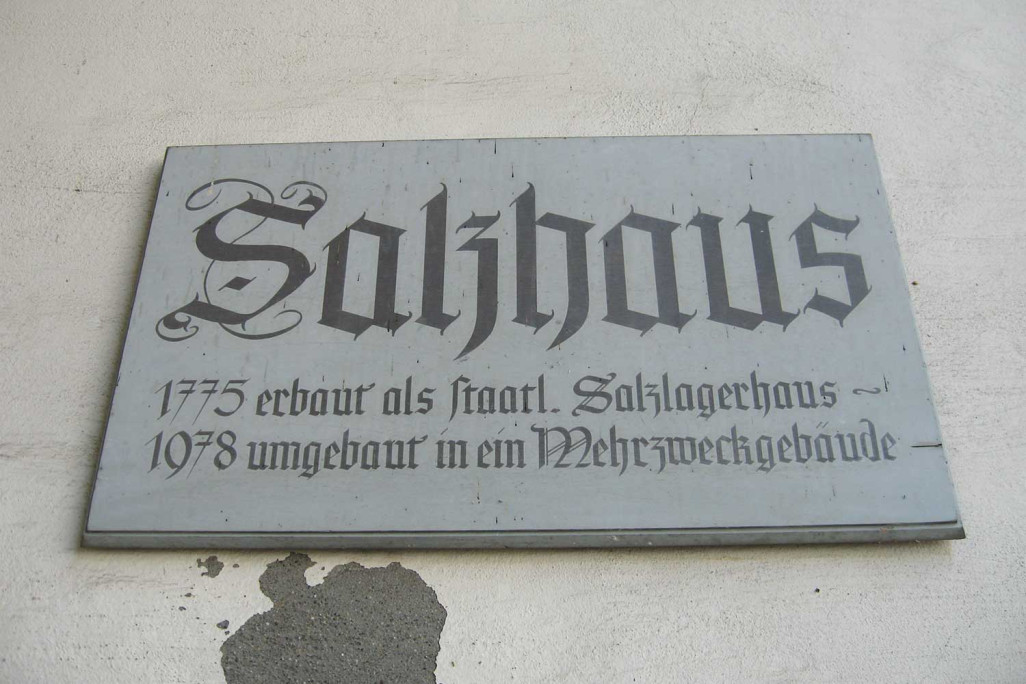 Salzhaus
1775 erbaut als staatl. Salzlagerhaus ~
1978 umgebaut in ein Mehrzweckgebäude